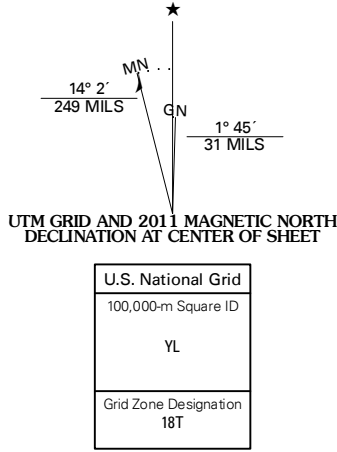 ★
MN
14° 2´
249 MILS
GN
1° 45´
31 MILS
UTM GRID AND 2011 MAGNETIC NORTH
DECLINATION AT CENTER OF SHEET
U.S. National Grid
100,000-m Square ID
YL
Grid Zone Designation
18T